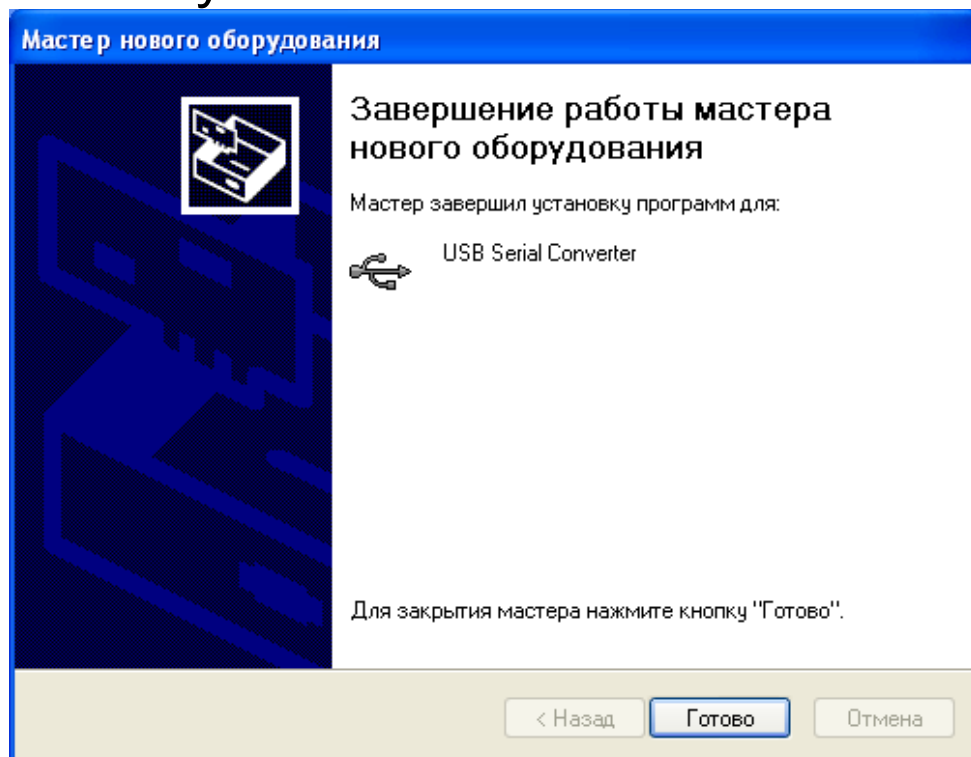 Мастер нового оборудования
Завершение работы мастера
нового оборудования
Мастер завершил установку программ для:
USB Serial Converter
Для закрытия мастера нажмите кнопку "Готово".
< Назад
Готово
Отмена